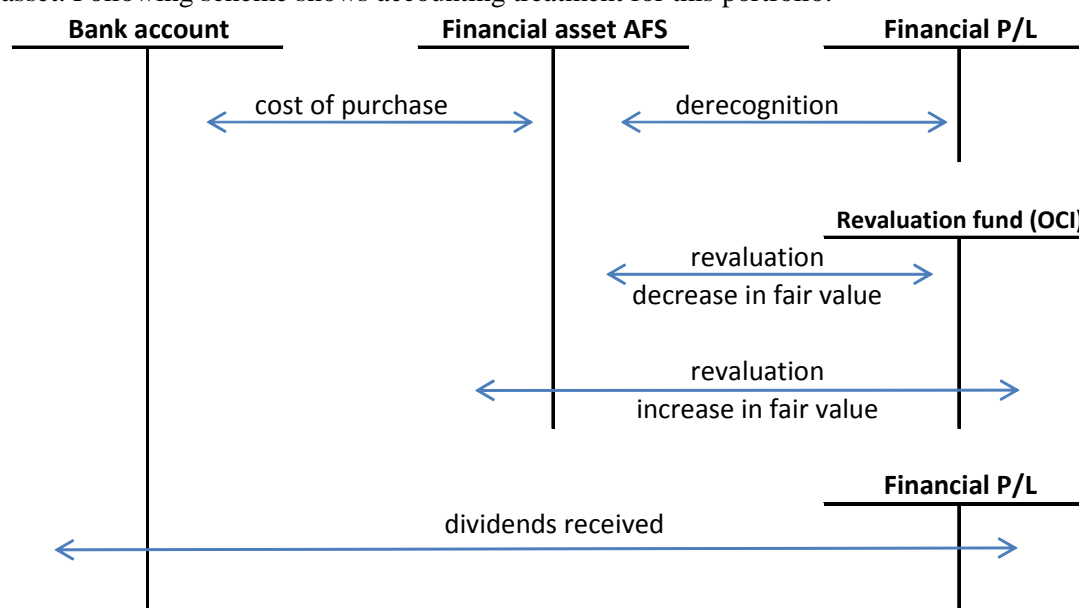 asset. Following scheme shows accounting treatment for this portfolio.
Bank account Financial asset AFS Financial P/L
cost of purchase derecognition
Revaluation fund (OCI)
revaluation
decrease in fair value
revaluation
increase in fair value
Financial P/L
dividends received